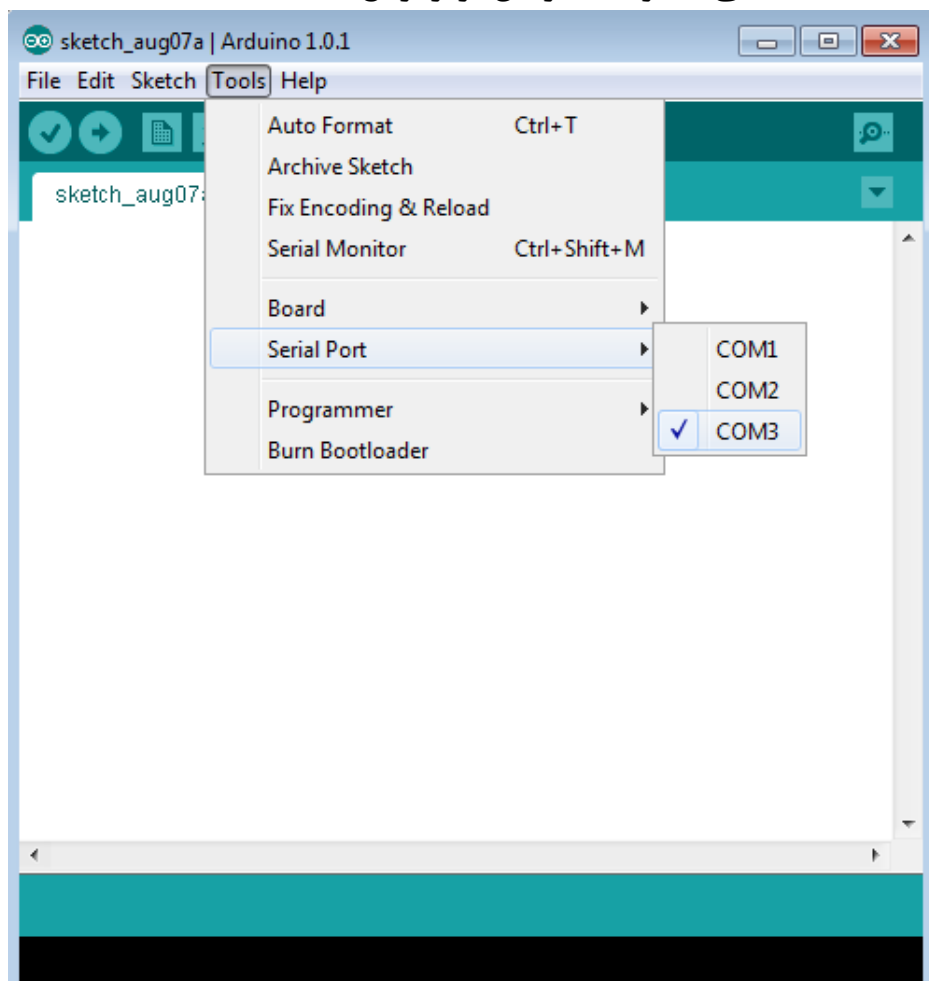 sketch_aug07a | Arduino 1.0.1
File Edit Sketch Tools Help
Auto Format Ctrl+T
Archive Sketch
sketch_aug07a
Fix Encoding & Reload
Serial Monitor Ctrl+Shift+M
Board
Serial Port
COM1
COM2
Programmer
COM3
Burn Bootloader